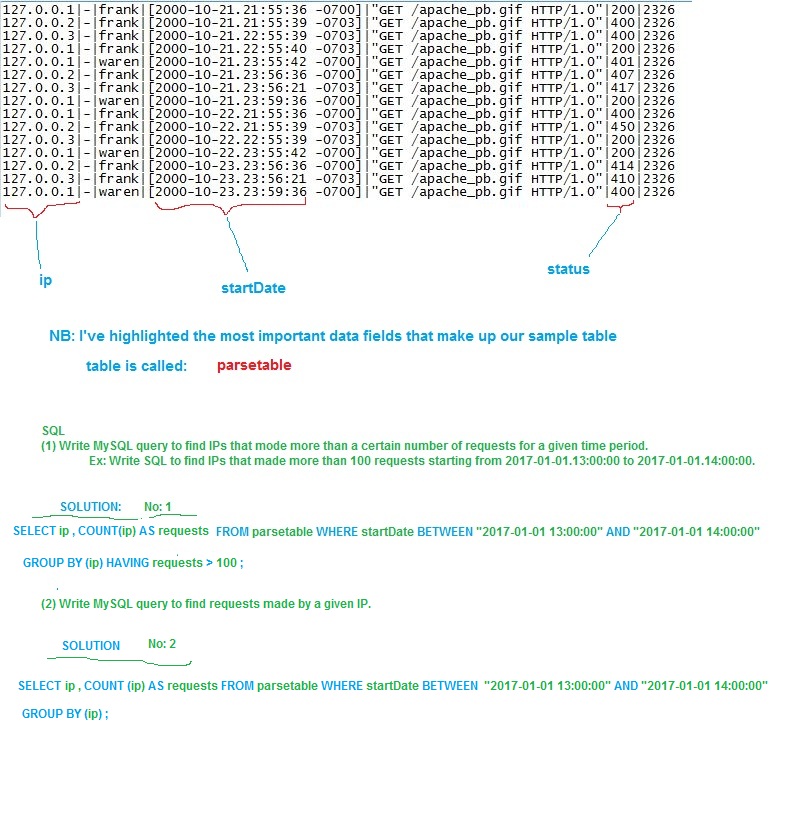 127.0.0.1|-|frank|[2000-10-21.21:55:36 -0700]|"GET /apache_pb.gif HTTP/1.0"|200|2326
127.0.0.2|-|frank|[2000-10-21.21:55:39 -0703]|"GET /apache_pb.gif HTTP/1.0"|400|2326
127.0.0.3|-|frank|[2000-10-21.22:55:39 -0703]|"GET /apache_pb.gif HTTP/1.0"|400|2326
127.0.0.1|-|frank|[2000-10-21.22:55:40 -0703]|"GET /apache_pb.gif HTTP/1.0"|200|2326
127.0.0.1|-|waren|[2000-10-21.23:55:42 -0700]|"GET /apache_pb.gif HTTP/1.0"|401|2326
127.0.0.2|-|frank|[2000-10-21.23:56:36 -0700]|"GET /apache_pb.gif HTTP/1.0"|407|2326
127.0.0.3|-|frank|[2000-10-21.23:56:21 -0703]|"GET /apache_pb.gif HTTP/1.0"|417|2326
127.0.0.1|-|waren|[2000-10-21.23:59:36 -0700]|"GET /apache_pb.gif HTTP/1.0"|200|2326
127.0.0.1|-|frank|[2000-10-22.21:55:36 -0700]|"GET /apache_pb.gif HTTP/1.0"|400|2326
127.0.0.2|-|frank|[2000-10-22.21:55:39 -0703]|"GET /apache_pb.gif HTTP/1.0"|450|2326
127.0.0.3|-|frank|[2000-10-22.22:55:39 -0703]|"GET /apache_pb.gif HTTP/1.0"|200|2326
127.0.0.1|-|waren|[2000-10-22.23:55:42 -0700]|"GET /apache_pb.gif HTTP/1.0"|200|2326
127.0.0.2|-|frank|[2000-10-23.23:56:36 -0700]|"GET /apache_pb.gif HTTP/1.0"|414|2326
127.0.0.3|-|frank|[2000-10-23.23:56:21 -0703]|"GET /apache_pb.gif HTTP/1.0"|410|2326
127.0.0.1|-|waren|[2000-10-23.23:59:36 -0700]|"GET /apache_pb.gif HTTP/1.0"|400|2326
ip
startDate
status
NB: I've highlighted the most important data fields that make up our sample table
table is called: parsetable
SQL
(1) Write MySQL query to find IPs that mode more than a certain number of requests for a given time period.
Ex: Write SQL to find IPs that made more than 100 requests starting from 2017-01-01.13:00:00 to 2017-01-01.14:00:00.
SOLUTION: No: 1
SELECT ip , COUNT(ip) AS requests FROM parsetable WHERE startDate BETWEEN "2017-01-01 13:00:00" AND "2017-01-01 14:00:00"
GROUP BY (ip) HAVING requests > 100 ;
(2) Write MySQL query to find requests made by a given IP.
SOLUTION No: 2
SELECT ip , COUNT (ip) AS requests FROM parsetable WHERE startDate BETWEEN "2017-01-01 13:00:00" AND "2017-01-01 14:00:00"
GROUP BY (ip) ;